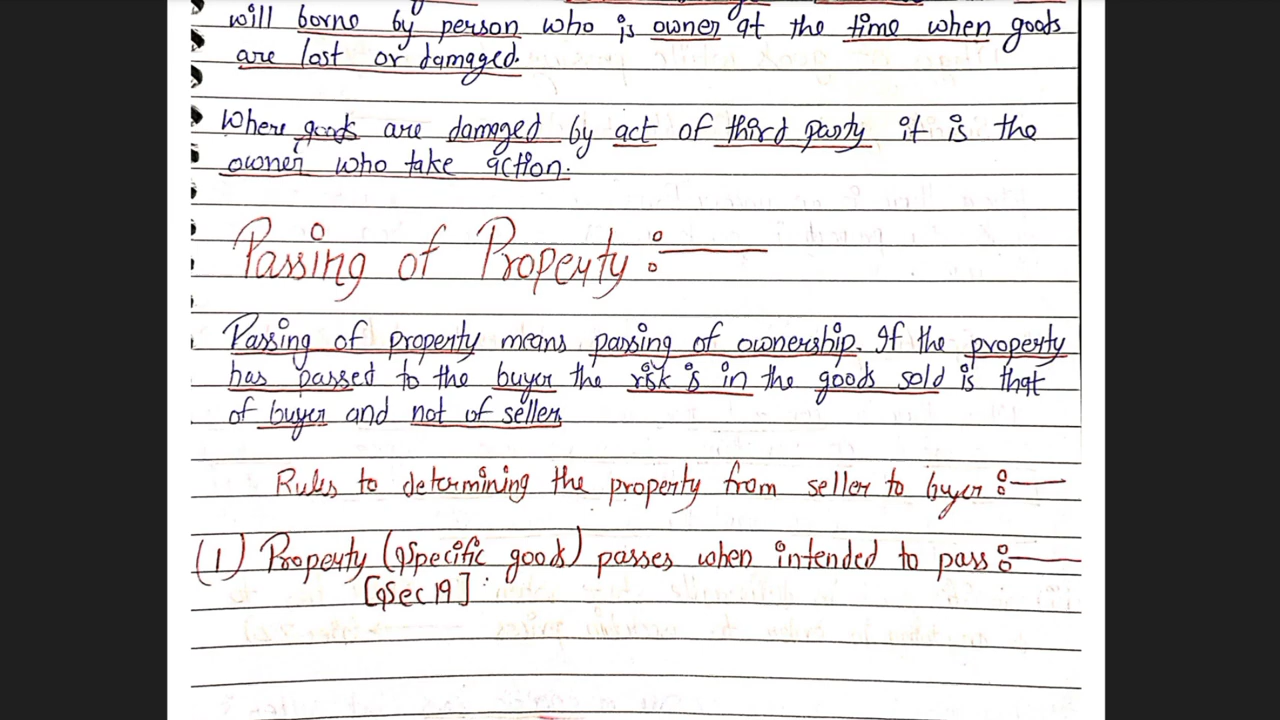 will borne by person who is owner at the time when goods
are lost or damaged.
Where goods are damaged by act of third party it is the
owner who take action.
Passing of Property :
Passing of property means passing of ownership. If the property
has passed to the buyer the risk is in the goods sold is that
of buyer and not of seller
Rules to determining the property from seller to buyer :-
(1) Property (Specific goods) passes when intended to pass :-
[Sec 19]